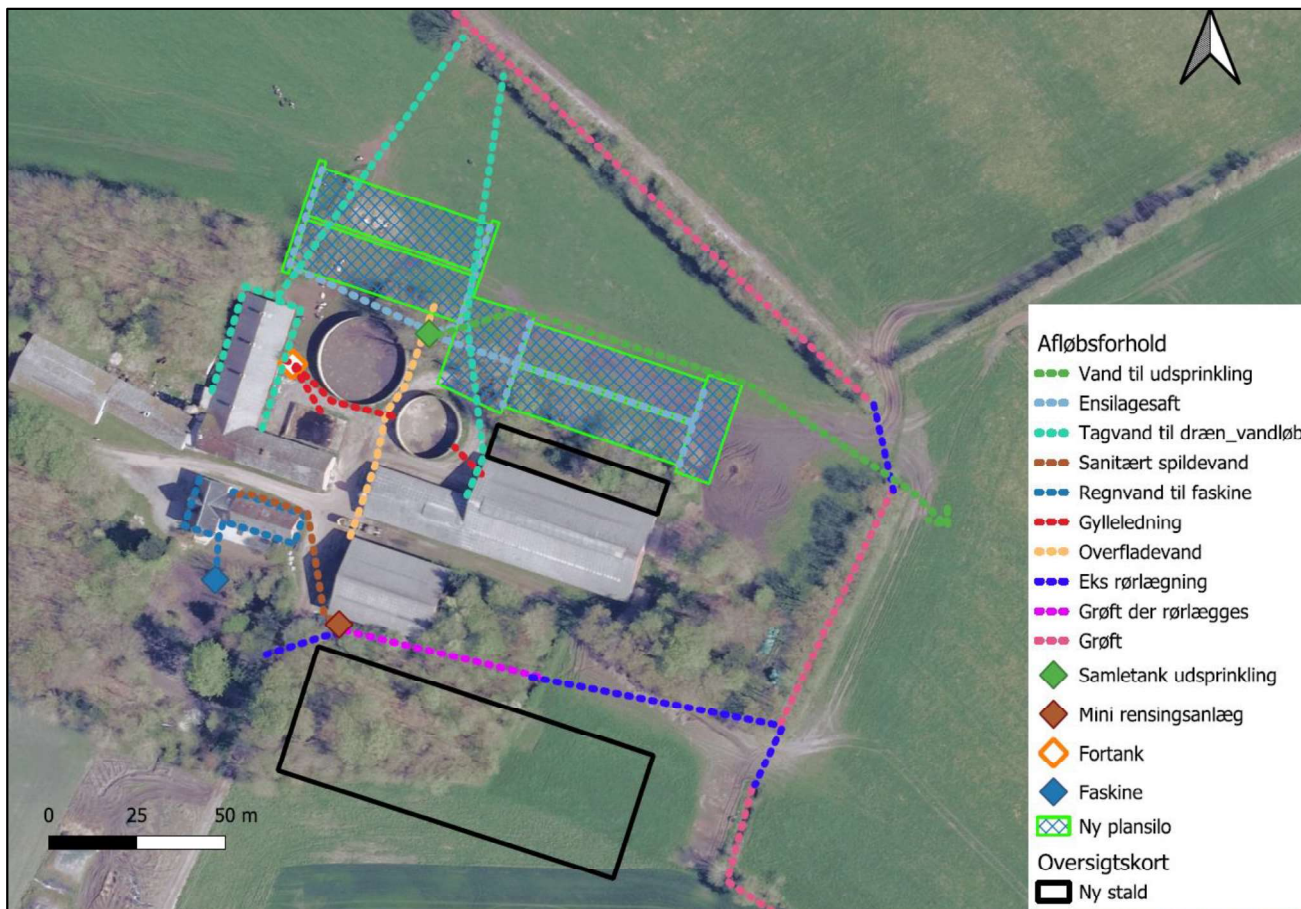 Afløbsforhold
Vand til udsprinkling
Ensilagesaft
Tagvand til dræn_vandløb
Sanitært spildevand
Regnvand til faskine
Gylleledning
Overfladevand
Eks rørlægning
Grøft der rørlægges
Grøft
Samletank udsprinkling
Mini rensingsanlæg
Fortank
Faskine
Ny plansilo
Oversigtskort
Ny stald
0 25 50 m